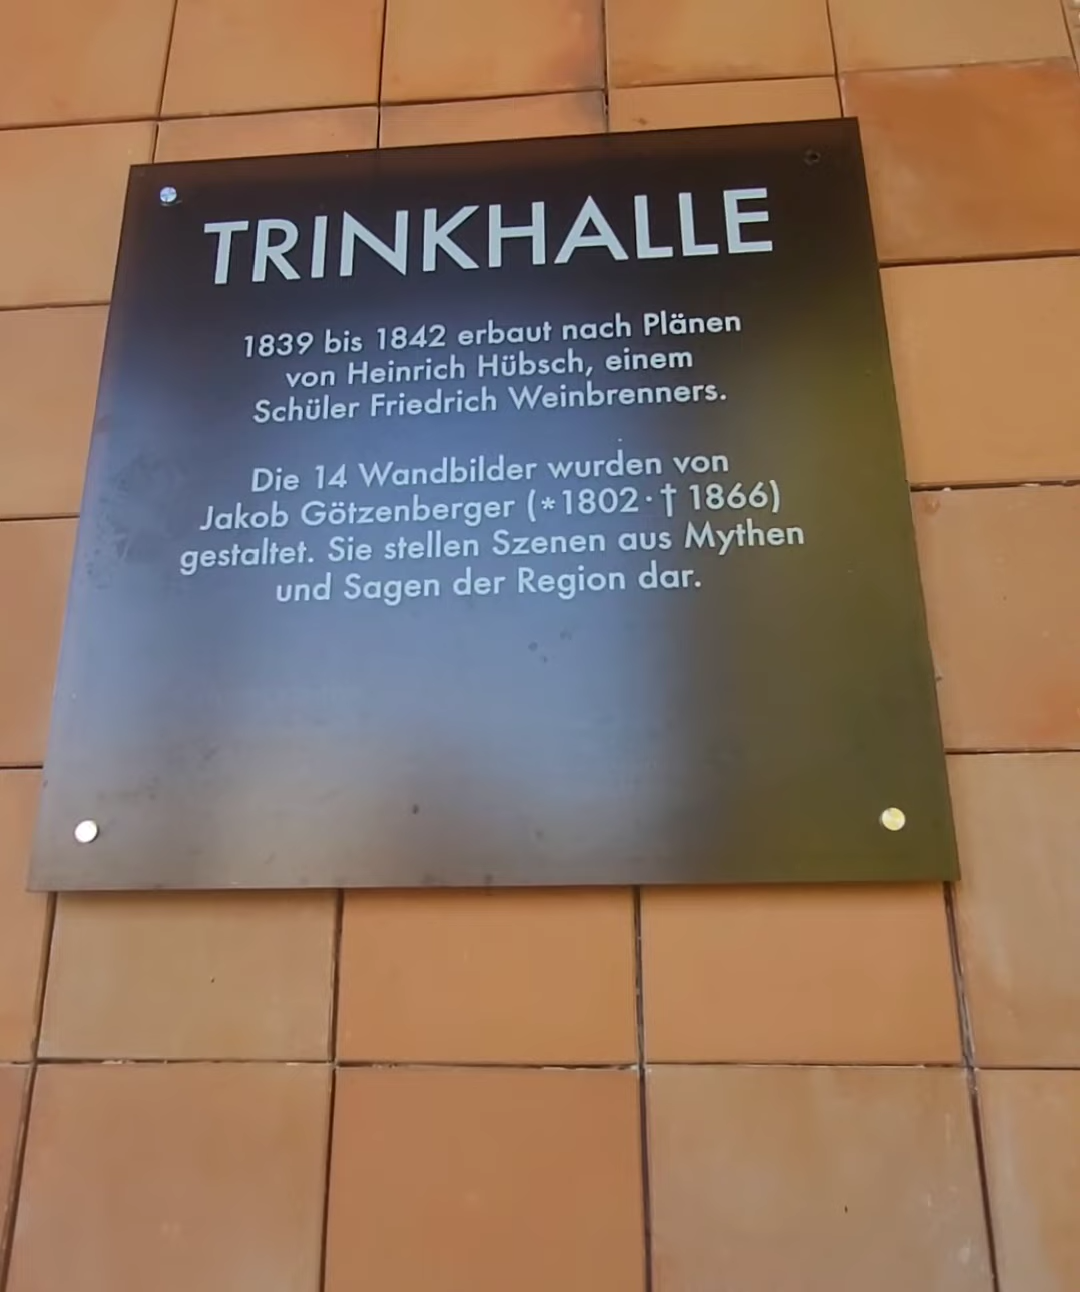 TRINKHALLE
1839 bis 1842 erbaut nach Plänen
von Heinrich Hübsch, einem
Schüler Friedrich Weinbrenners.
Die 14 Wandbilder wurden von
Jakob Götzenberger (*1802·† 1866)
gestaltet. Sie stellen Szenen aus Mythen
und Sagen der Region dar.